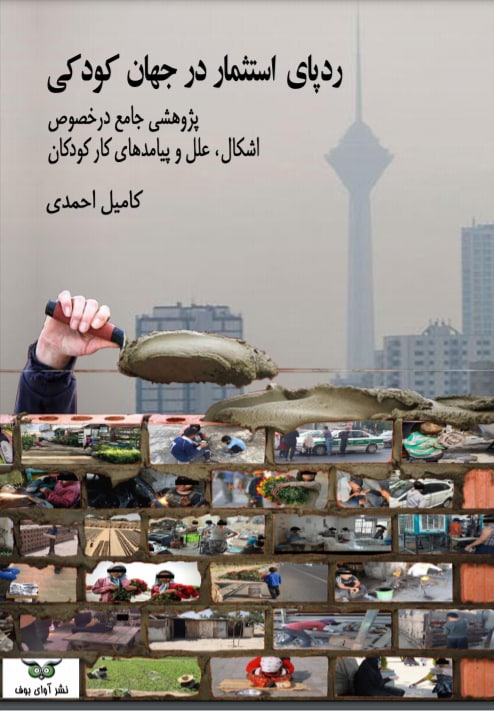 ردپای استثمار در جهان کودکی
پژوهشی جامع درخصوص
اشکال، علل و پیامدهای کار کودکان
کامیل احمدی
نشر آوای بوف